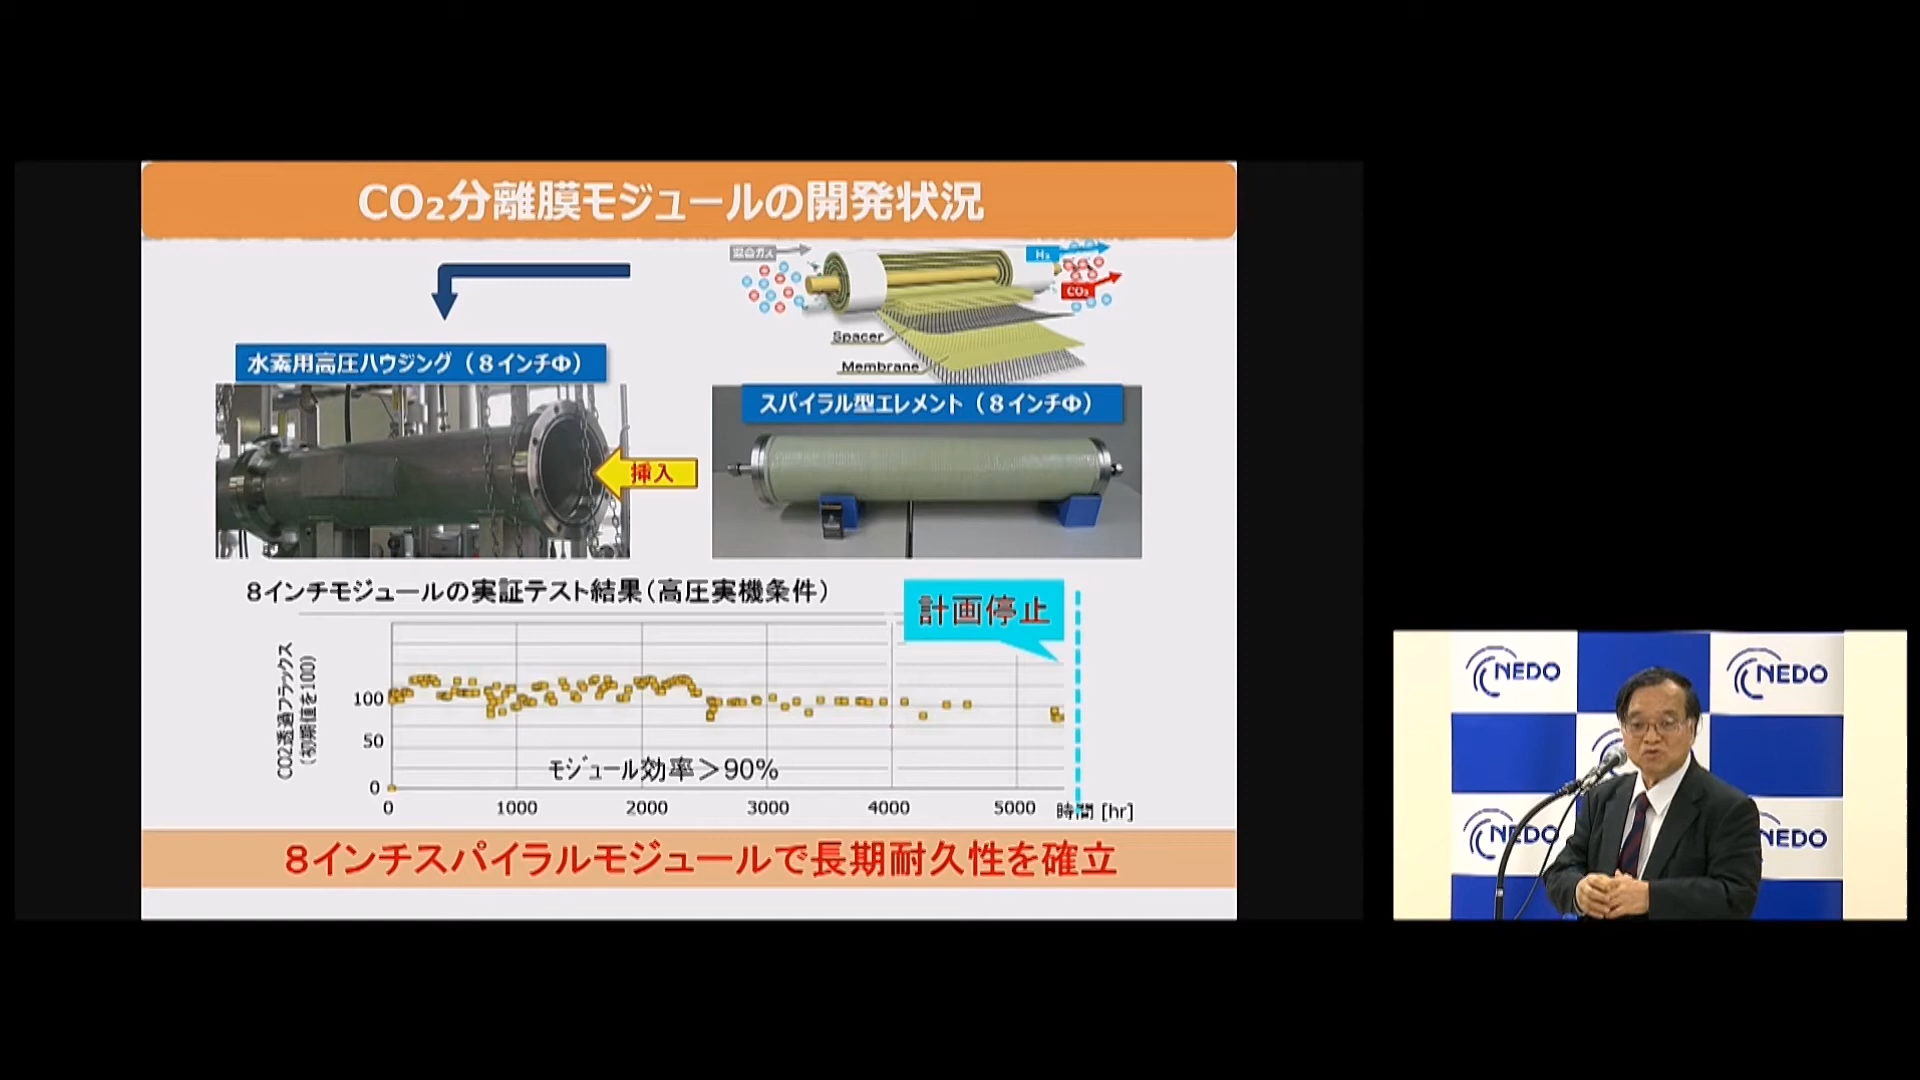 CO₂分離膜モジュールの開発状況
混合ガス
H₂
CO₂
Spacer
Membrane
水素用高圧ハウジング（８インチΦ）
スパイラル型エレメント（８インチΦ）
挿入
８インチモジュールの実証テスト結果（高圧実機条件）
計画停止
CO2透過フラックス
（初期値を100）
100
50
0
モジュール効率＞90%
0
1000
2000
3000
4000
5000
時間 [hr]
８インチスパイラルモジュールで長期耐久性を確立
NEDO
NEDO
NEDO
NEDO